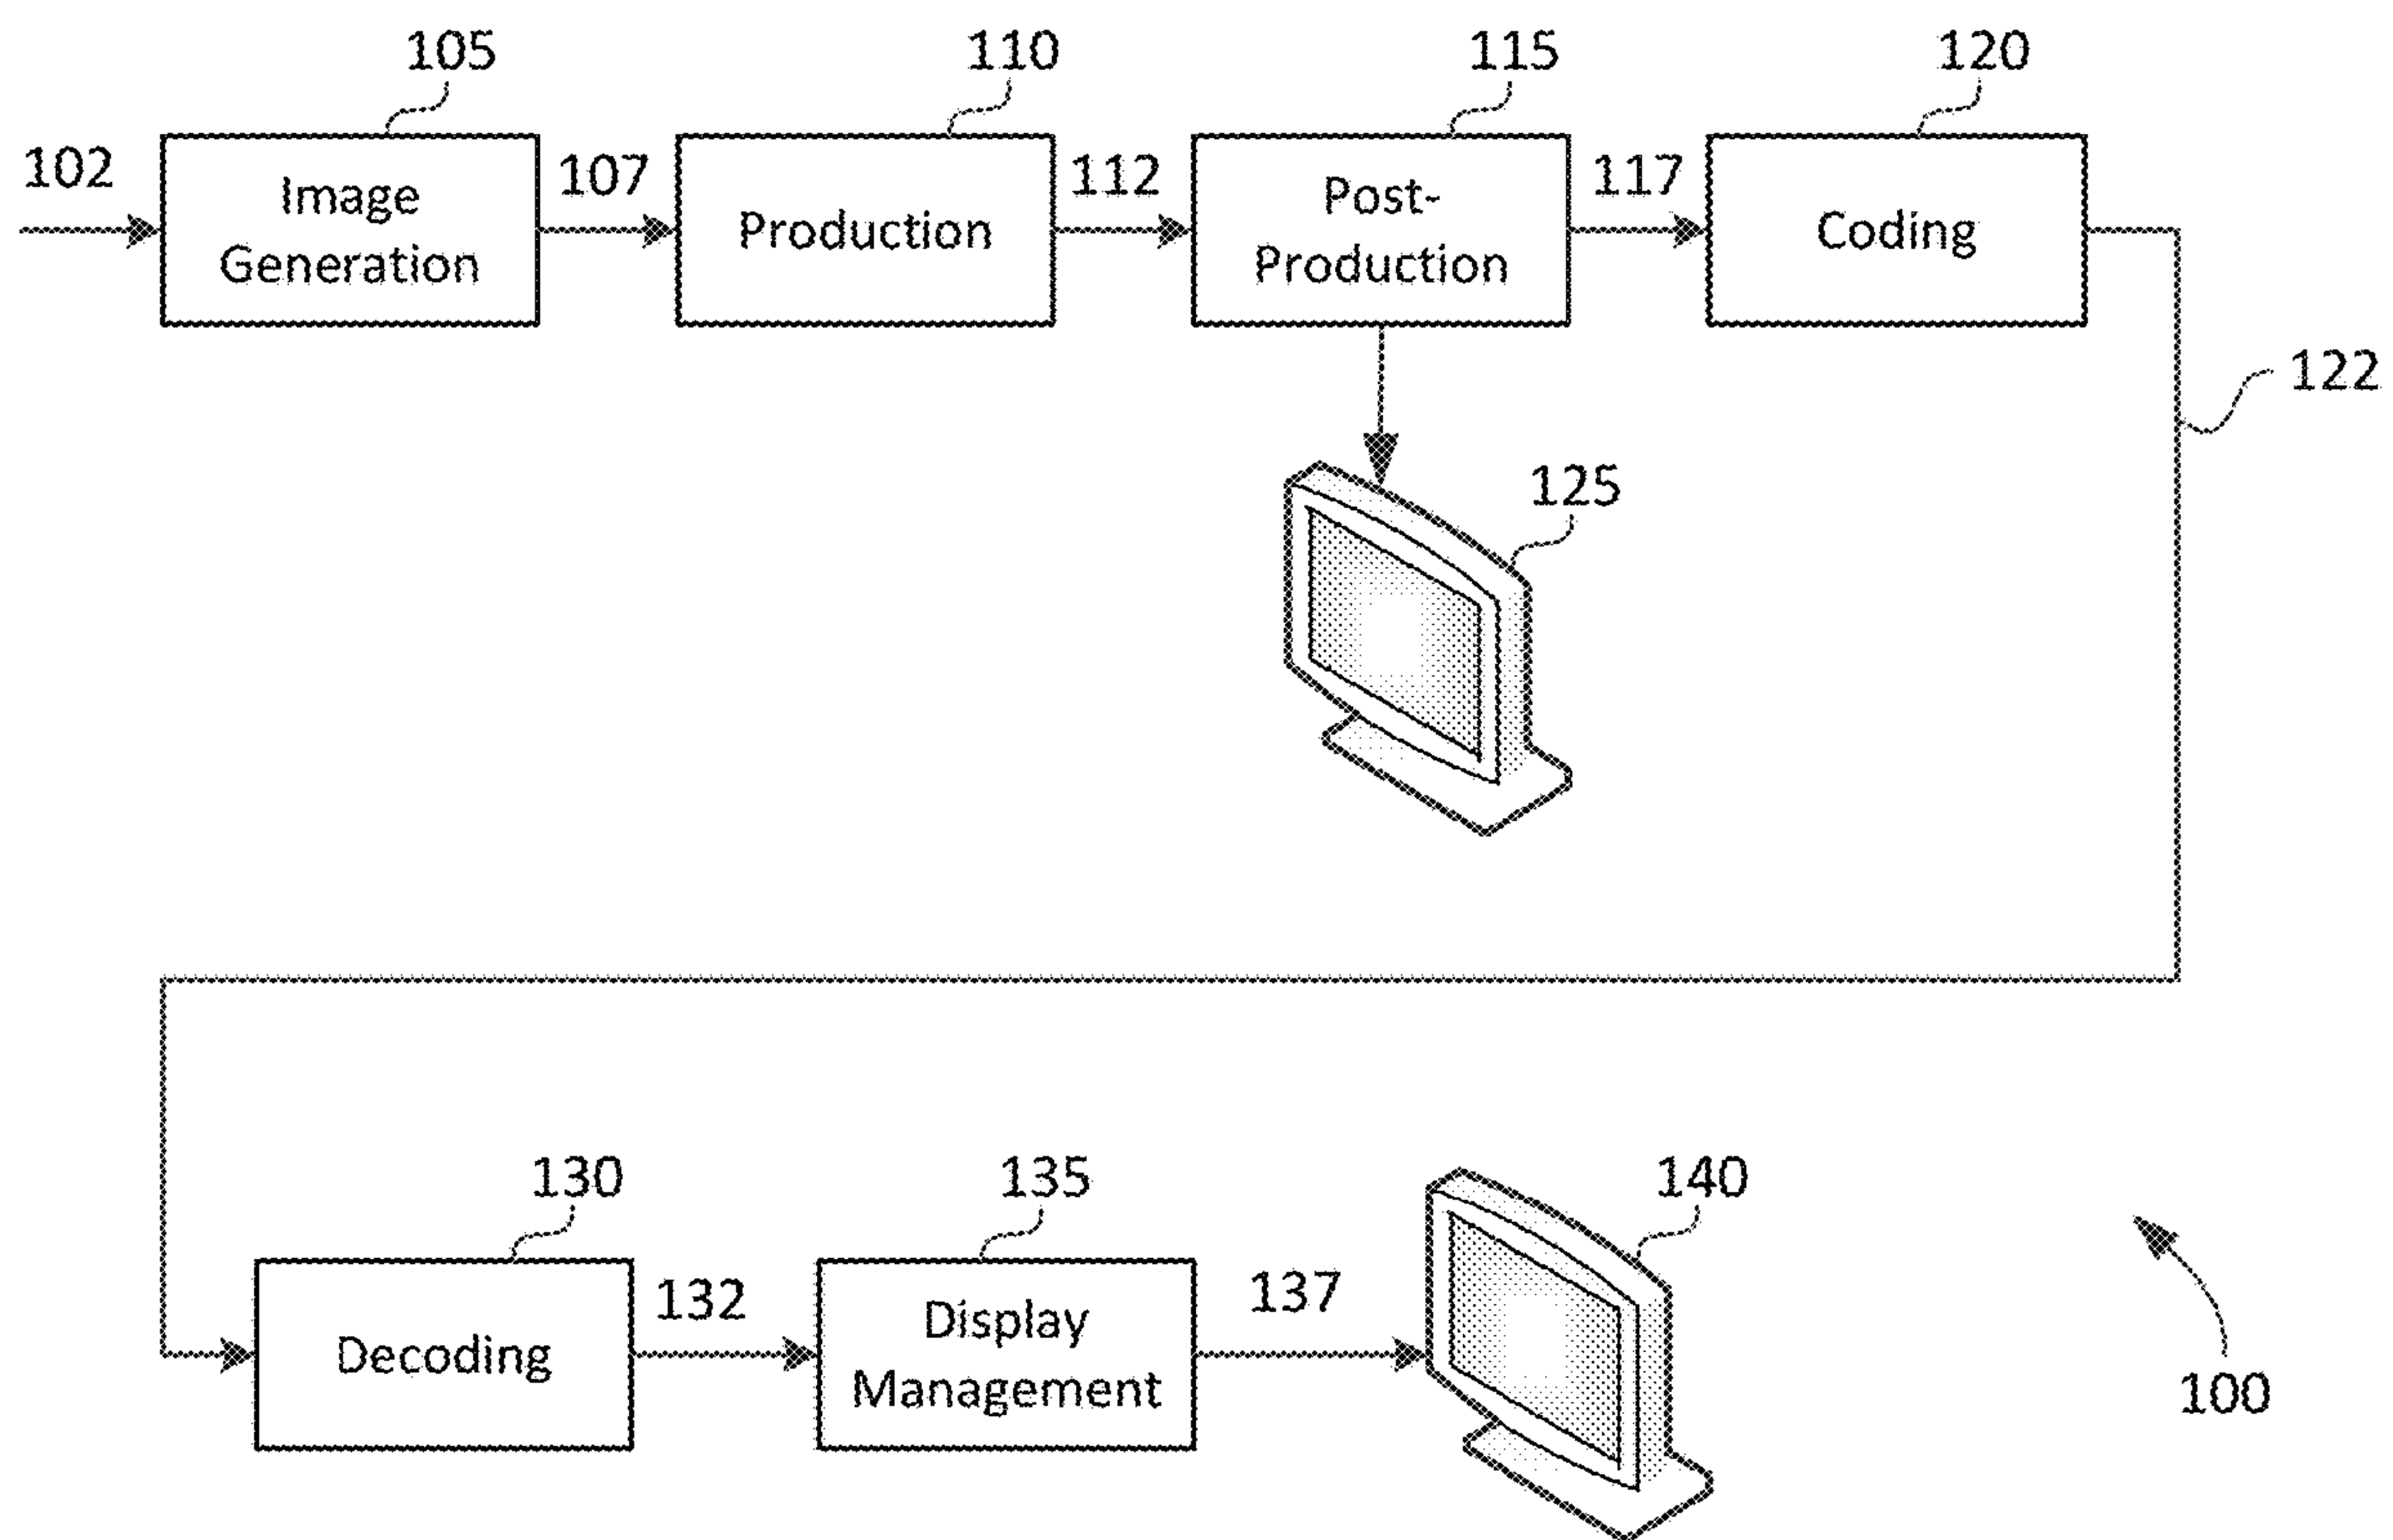 105
110
115
120
102
Image
Generation
107
Production
112
Post-
Production
117
Coding
122
125
130
135
140
Decoding
132
Display
Management
137
100